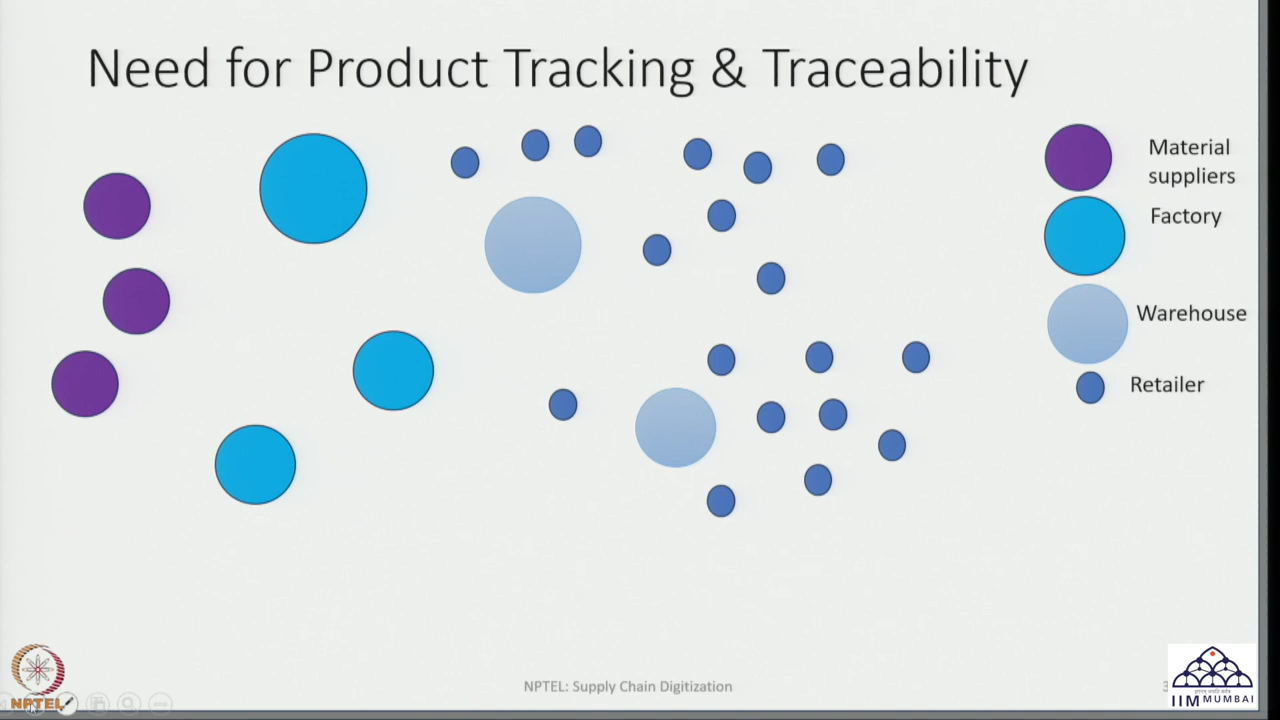 Need for Product Tracking & Traceability
Material
suppliers
Factory
Warehouse
Retailer
NPTEL
NPTEL: Supply Chain Digitization
IIM MUMBAI